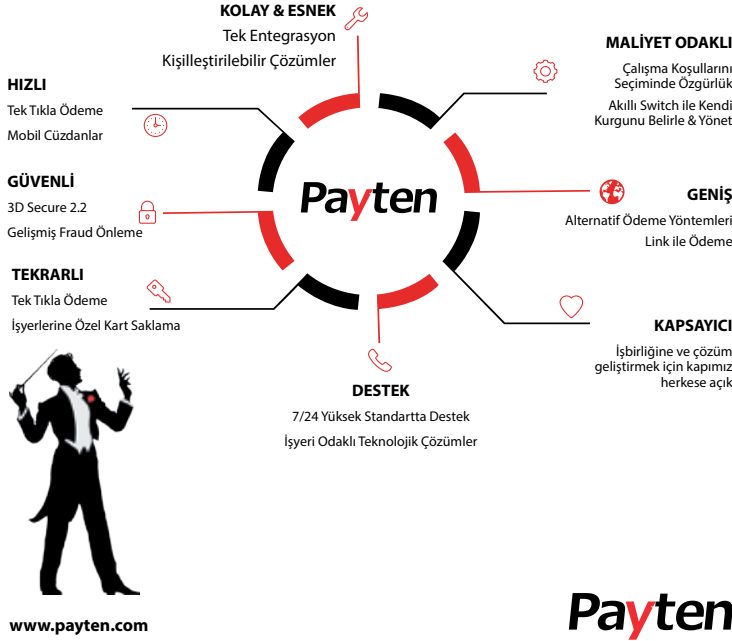 KOLAY & ESNEK
Tek Entegrasyon
Kişilleştirilebilir Çözümler
MALİYET ODAKLI
Çalışma Koşullarını
Seçiminde Özgürlük
Akıllı Switch ile Kendi
Kurgunu Belirle & Yönet
HIZLI
Tek Tıkla Ödeme
Mobil Cüzdanlar
GÜVENLİ
3D Secure 2.2
Gelişmiş Fraud Önleme
Payten
GENİŞ
Alternatif Ödeme Yöntemleri
Link ile Ödeme
TEKRARLI
Tek Tıkla Ödeme
İşyerlerine Özel Kart Saklama
KAPSAYICI
İşbirliğine ve çözüm
geliştirmek için kapımız
herkese açık
DESTEK
7/24 Yüksek Standartta Destek
İşyeri Odaklı Teknolojik Çözümler
www.payten.com
Payten